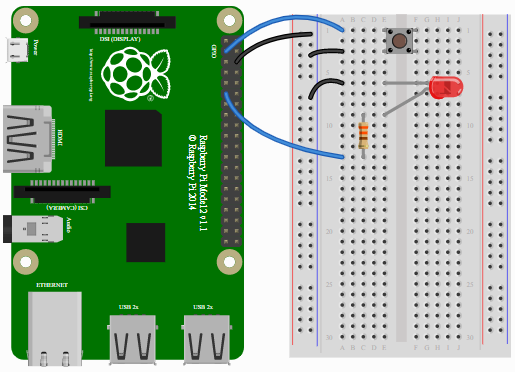 DSI (DISPLAY)
Power
http://www.raspberrypi.org
GPIO
HDMI
Raspberry Pi Model2 v1.1
© Raspberry Pi 2014
CSI (CAMERA)
Audio
ETHERNET
USB 2x
USB 2x
A B C D
1
1
5
5
10
10
15
15
20
20
25
25
30
30
A B C D